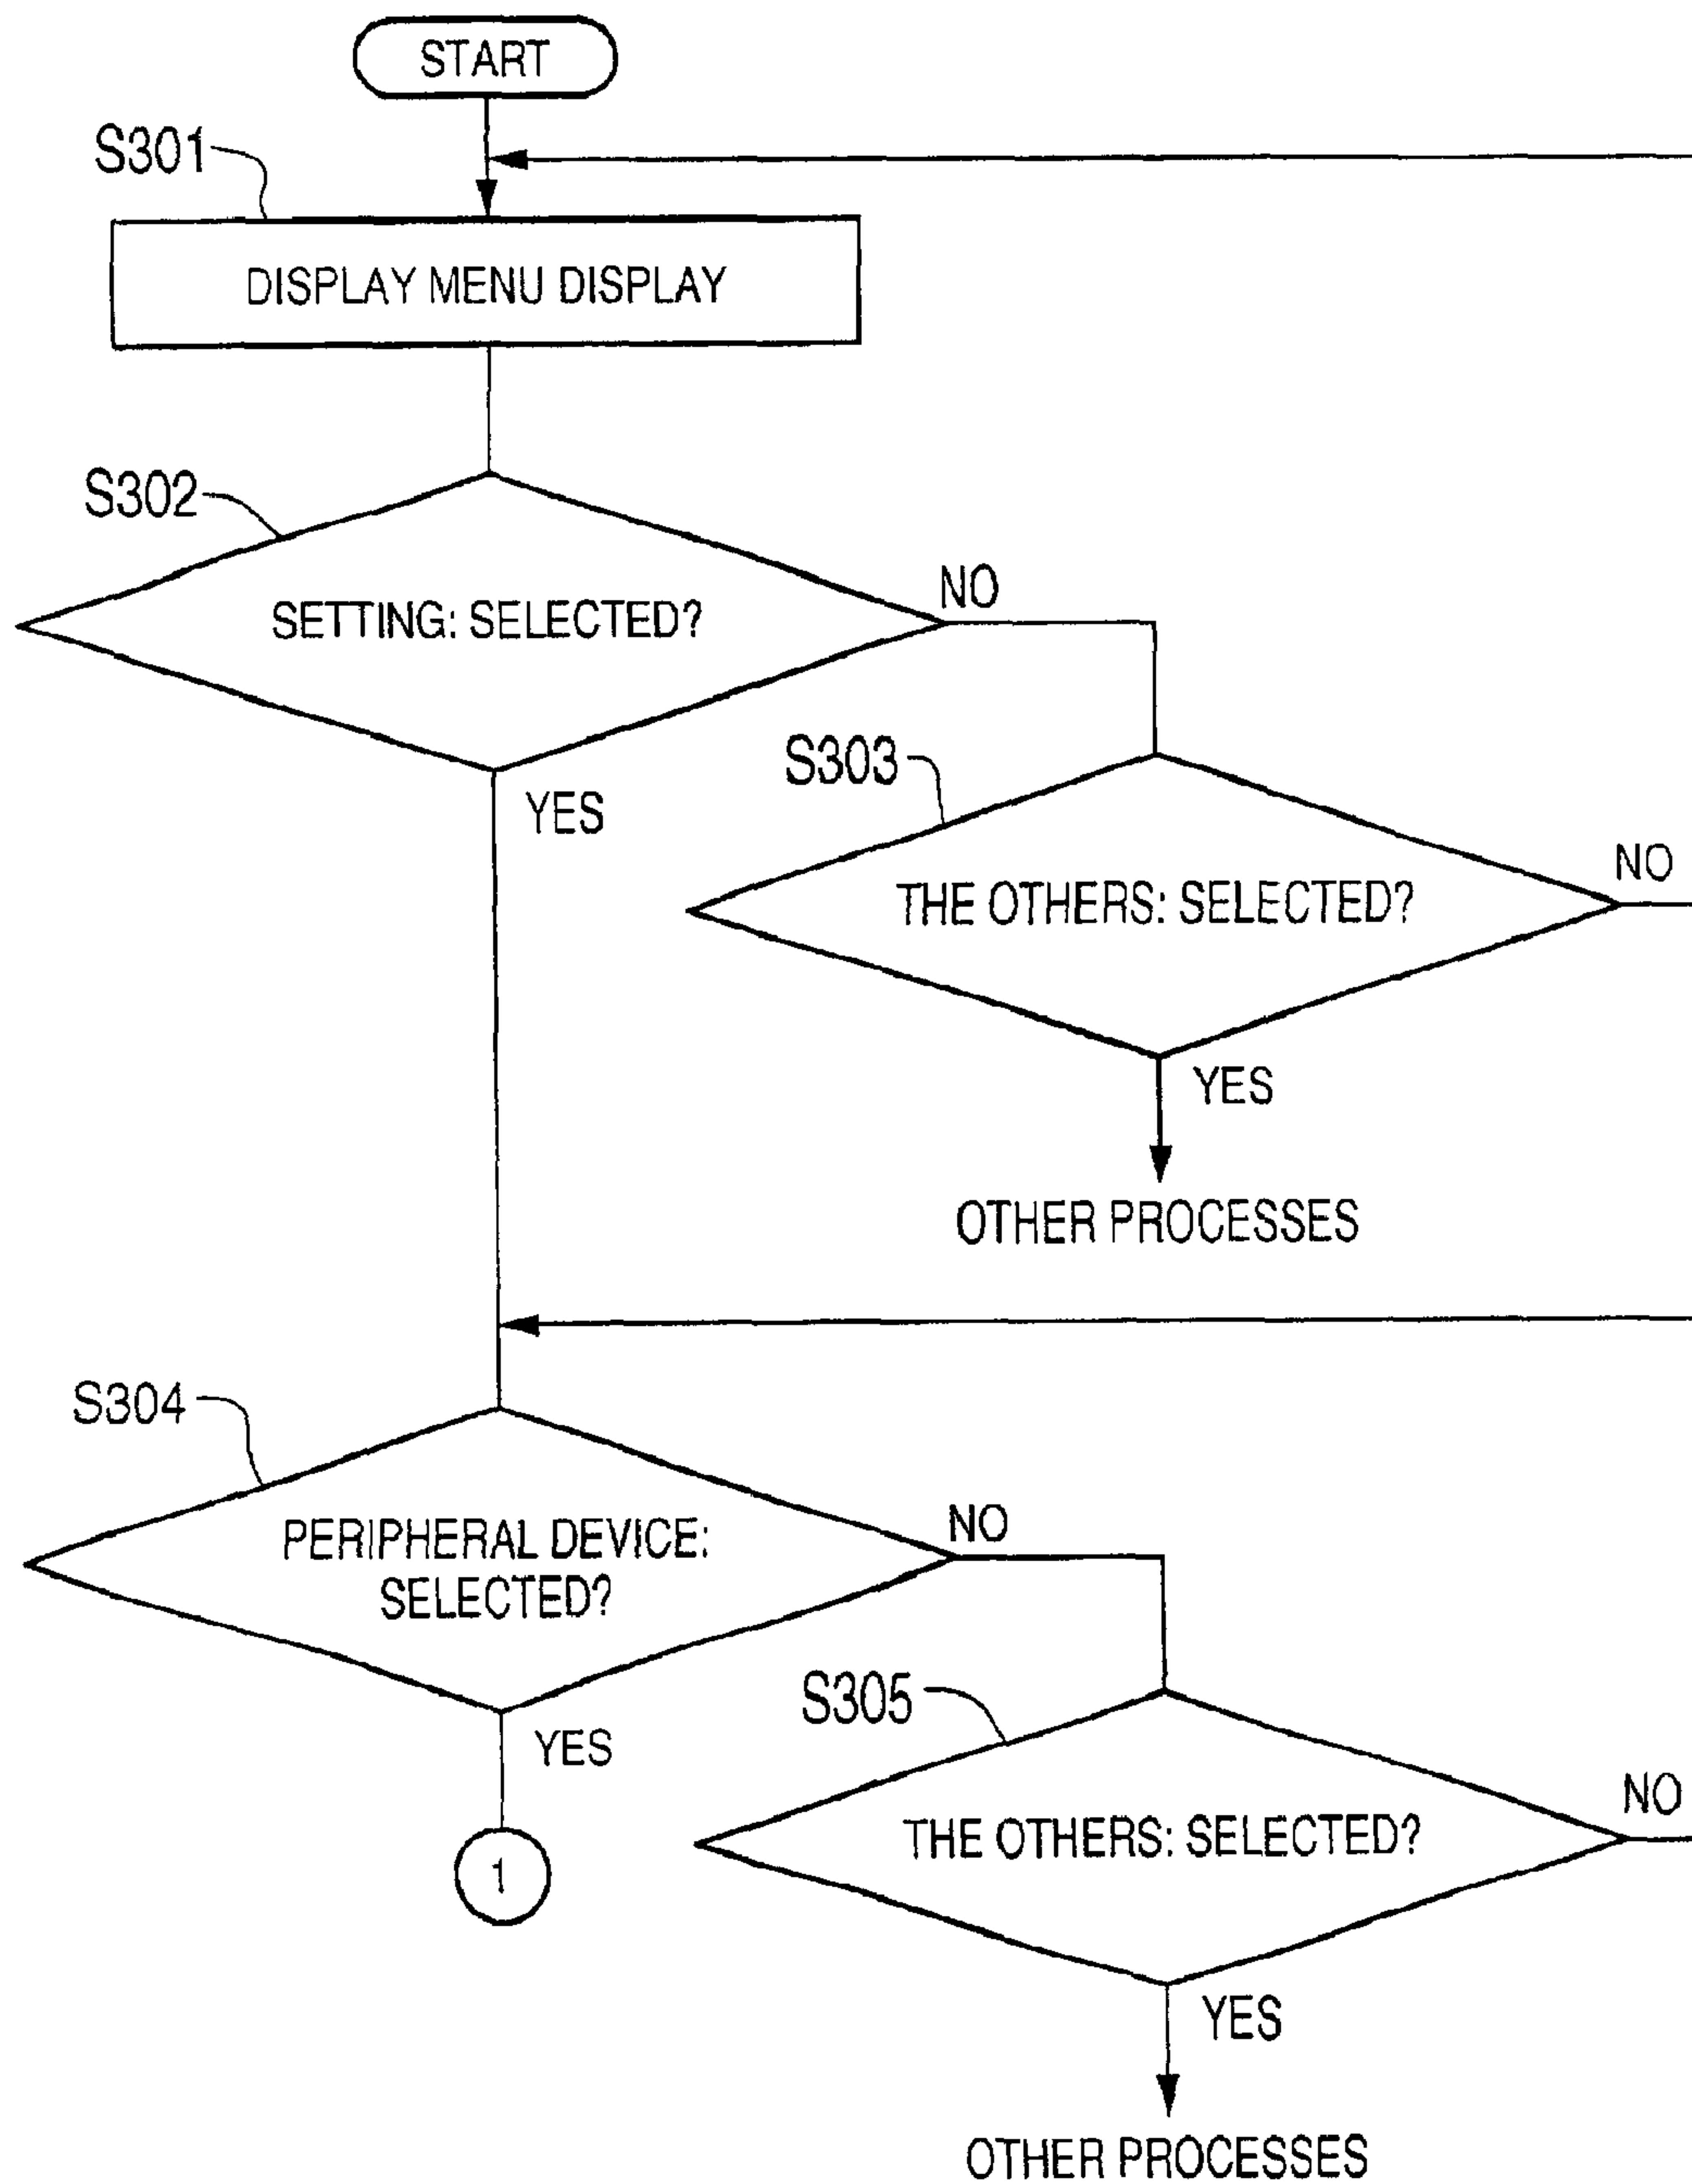 START
S301
DISPLAY MENU DISPLAY
S302
SETTING: SELECTED?
NO
YES
S303
THE OTHERS: SELECTED?
NO
YES
OTHER PROCESSES
S304
PERIPHERAL DEVICE:
SELECTED?
NO
YES
1
S305
THE OTHERS: SELECTED?
NO
YES
OTHER PROCESSES